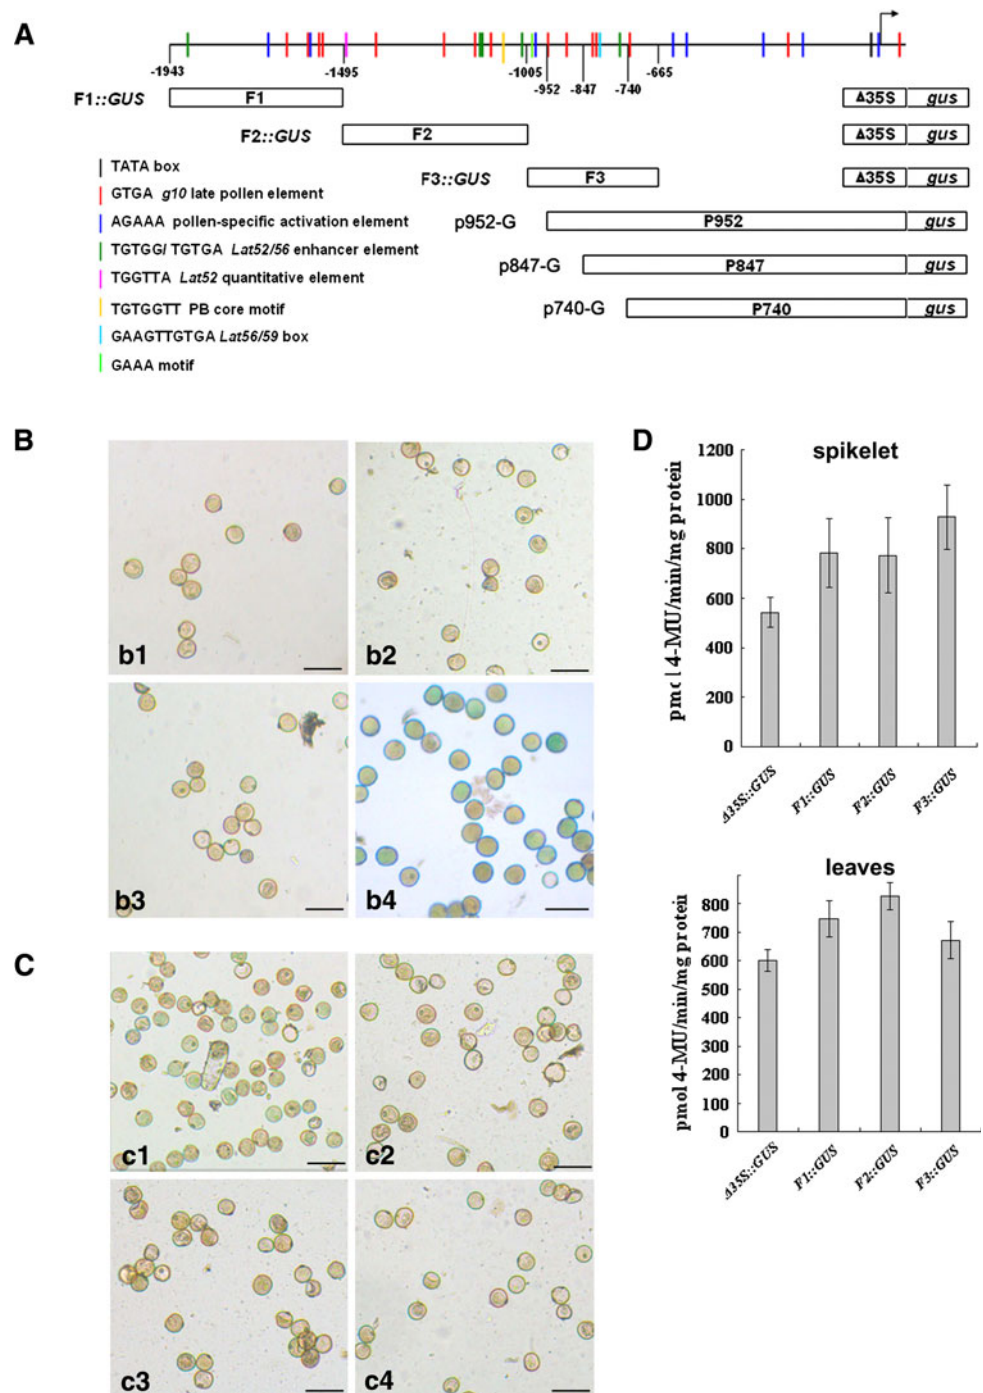 A
-1943
-1495
-1005
-952
-847
-740
-665
F1::GUS
F1
Δ35S
gus
F2::GUS
F2
Δ35S
gus
F3::GUS
F3
Δ35S
gus
p952-G
P952
gus
p847-G
P847
gus
p740-G
P740
gus
TATA box
GTGA g10 late pollen element
AGAAA pollen-specific activation element
TGTGG/ TGTGA Lat52/56 enhancer element
TGGTTA Lat52 quantitative element
TGTGGTT PB core motif
GAAGTTGTGA Lat56/59 box
GAAA motif
B
b1
b2
b3
b4
C
c1
c2
c3
c4
D
spikelet
pmol 4-MU/min/mg protein
1200
1000
800
600
400
200
0
Δ35S::GUS
F1::GUS
F2::GUS
F3::GUS
leaves
pmol 4-MU/min/mg protein
800
700
600
500
400
300
200
100
0
Δ35S::GUS
F1::GUS
F2::GUS
F3::GUS